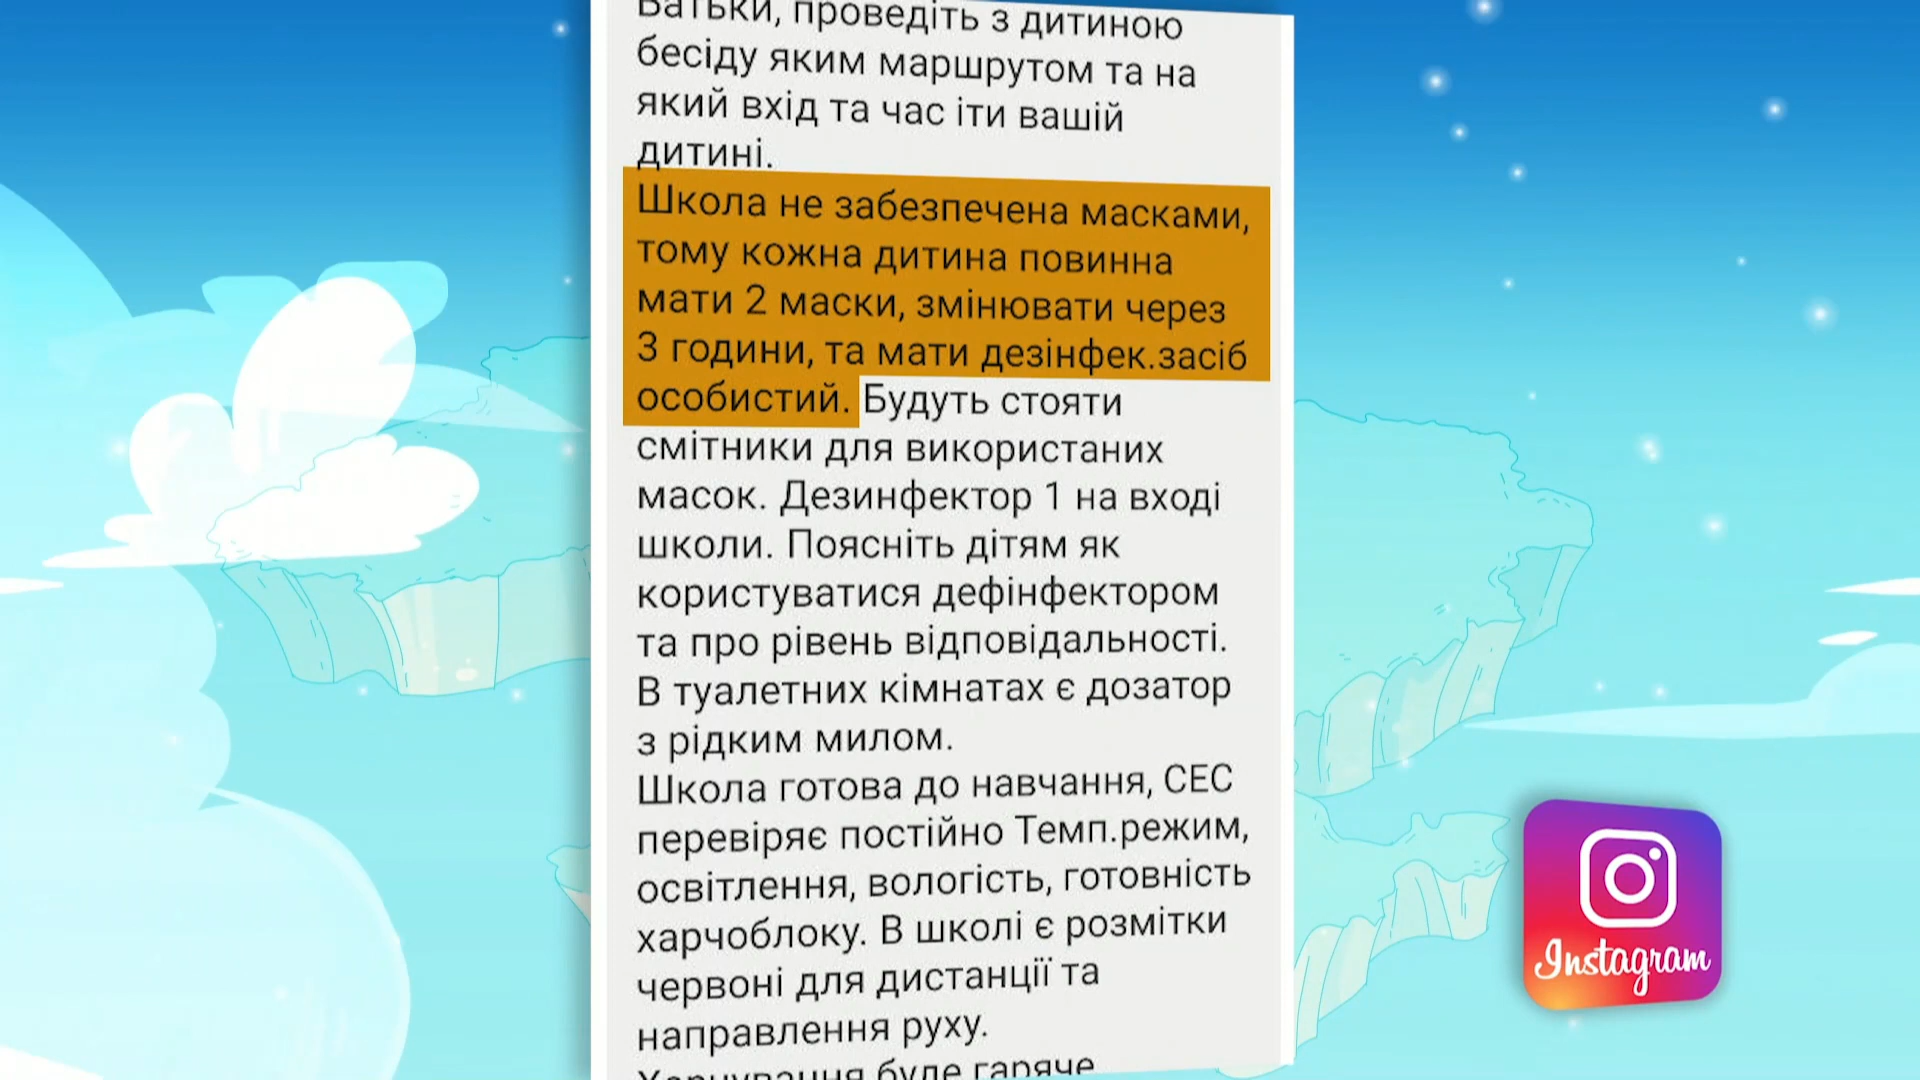 Батьки, проведіть з дитиною
бесіду яким маршрутом та на
який вхід та час іти вашій
дитині.
Школа не забезпечена масками,
тому кожна дитина повинна
мати 2 маски, змінювати через
3 години, та мати дезінфек.засіб
особистий. Будуть стояти
смітники для використаних
масок. Дезинфектор 1 на вході
школи. Поясніть дітям як
користуватися дефінфектором
та про рівень відповідальності.
В туалетних кімнатах є дозатор
з рідким милом.
Школа готова до навчання, СЕС
перевіряє постійно Темп.режим,
освітлення, вологість, готовність
харчоблоку. В школі є розмітки
червоні для дистанції та
направлення руху.
Харчування буде гаряче
Instagram